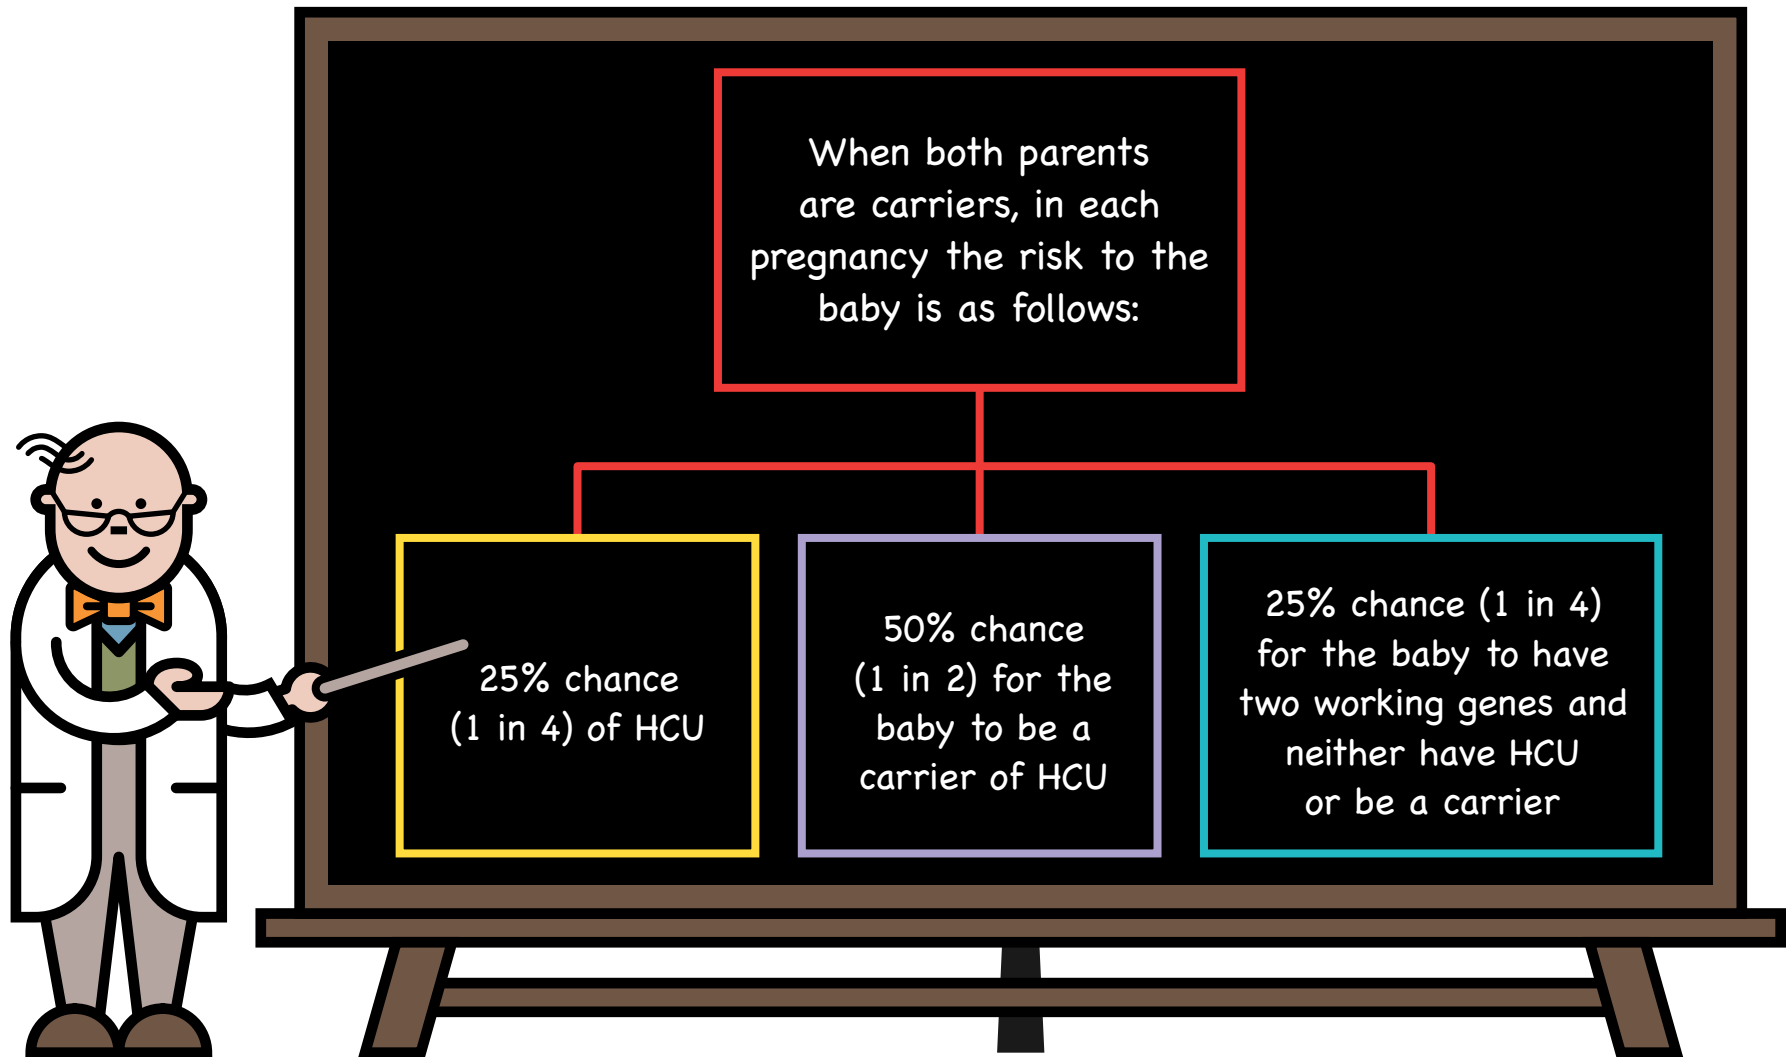 When both parents
are carriers, in each
pregnancy the risk to the
baby is as follows:
25% chance
(1 in 4) of HCU
50% chance
(1 in 2) for the
baby to be a
carrier of HCU
25% chance (1 in 4)
for the baby to have
two working genes and
neither have HCU
or be a carrier